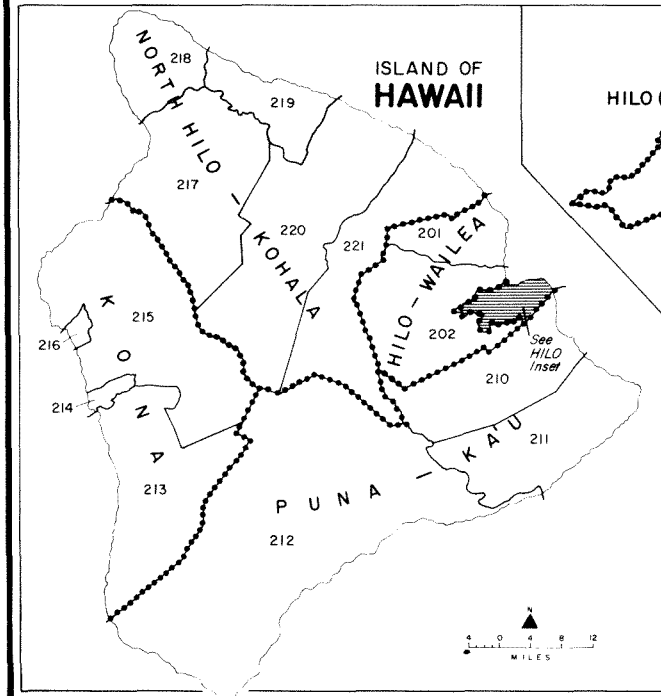 ISLAND OF
HAWAII
HILO (
NORTH HILO — KOHALA
218
219
217
220
221
201
HILO — WAILEA
202
See
HILO
Inset
KONA
215
216
214
213
210
211
PUNA — KA'U
212
N
4 0 4 8 12
MILES